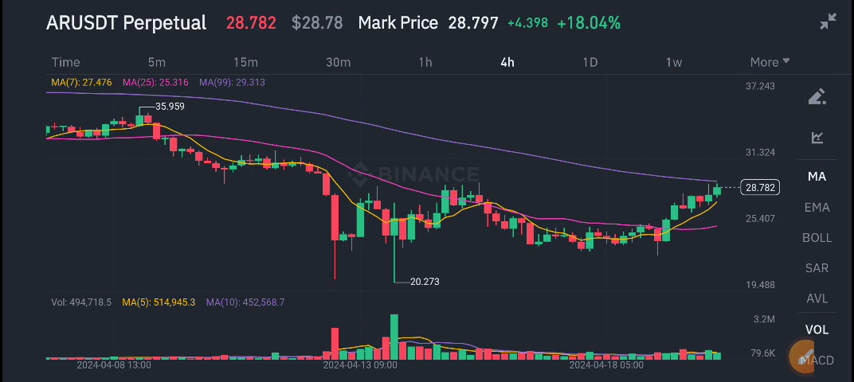 ARUSDT Perpetual 28.782 $28.78 Mark Price 28.797 +4.398 +18.04%
Time 5m 15m 30m 1h 4h 1D 1w More
MA(7): 27.476 MA(25): 25.316 MA(99): 29.313
37.243
35.959
31.324
BINANCE
28.782
25.407
20.273
19.488
Vol: 494,718.5 MA(5): 514,945.3 MA(10): 452,568.7
3.2M
79.6K
2024-04-08 13:00 2024-04-13 09:00 2024-04-18 05:00
MA
EMA
BOLL
SAR
AVL
VOL
MACD